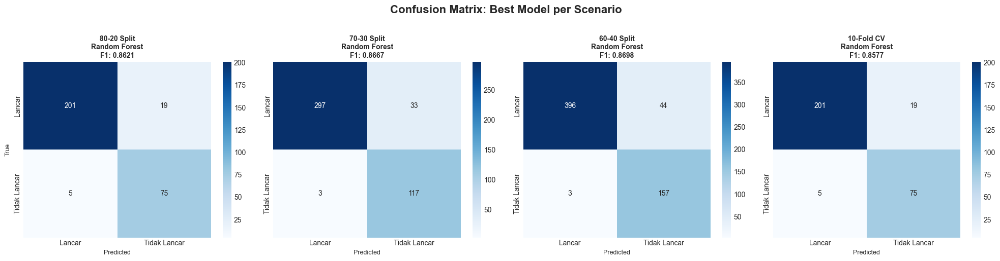 Confusion Matrix: Best Model per Scenario
80-20 Split
Random Forest
F1: 0.8621
True
Lancar
Tidak Lancar
201
19
5
75
Lancar
Tidak Lancar
Predicted
200
175
150
125
100
75
50
25
70-30 Split
Random Forest
F1: 0.8667
Lancar
Tidak Lancar
297
33
3
117
Lancar
Tidak Lancar
Predicted
250
200
150
100
50
60-40 Split
Random Forest
F1: 0.8698
Lancar
Tidak Lancar
396
44
3
157
Lancar
Tidak Lancar
Predicted
350
300
250
200
150
100
50
10-Fold CV
Random Forest
F1: 0.8577
Lancar
Tidak Lancar
201
19
5
75
Lancar
Tidak Lancar
Predicted
200
175
150
125
100
75
50
25